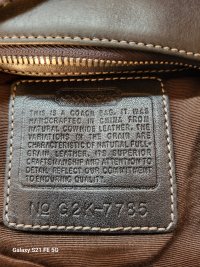 THIS IS A COACH BAG. IT WAS
HANDCRAFTED IN CHINA FROM
NATURAL COWHIDE LEATHER. THE
VARIATIONS IN THE GRAIN ARE
CHARACTERISTIC OF NATURAL FULL-
GRAIN LEATHER. ITS SUPERIOR
CRAFTSMANSHIP AND ATTENTION TO
DETAIL REFLECT OUR COMMITMENT
TO ENDURING QUALITY.
No G2K-7785
Galaxy S21 FE 5G